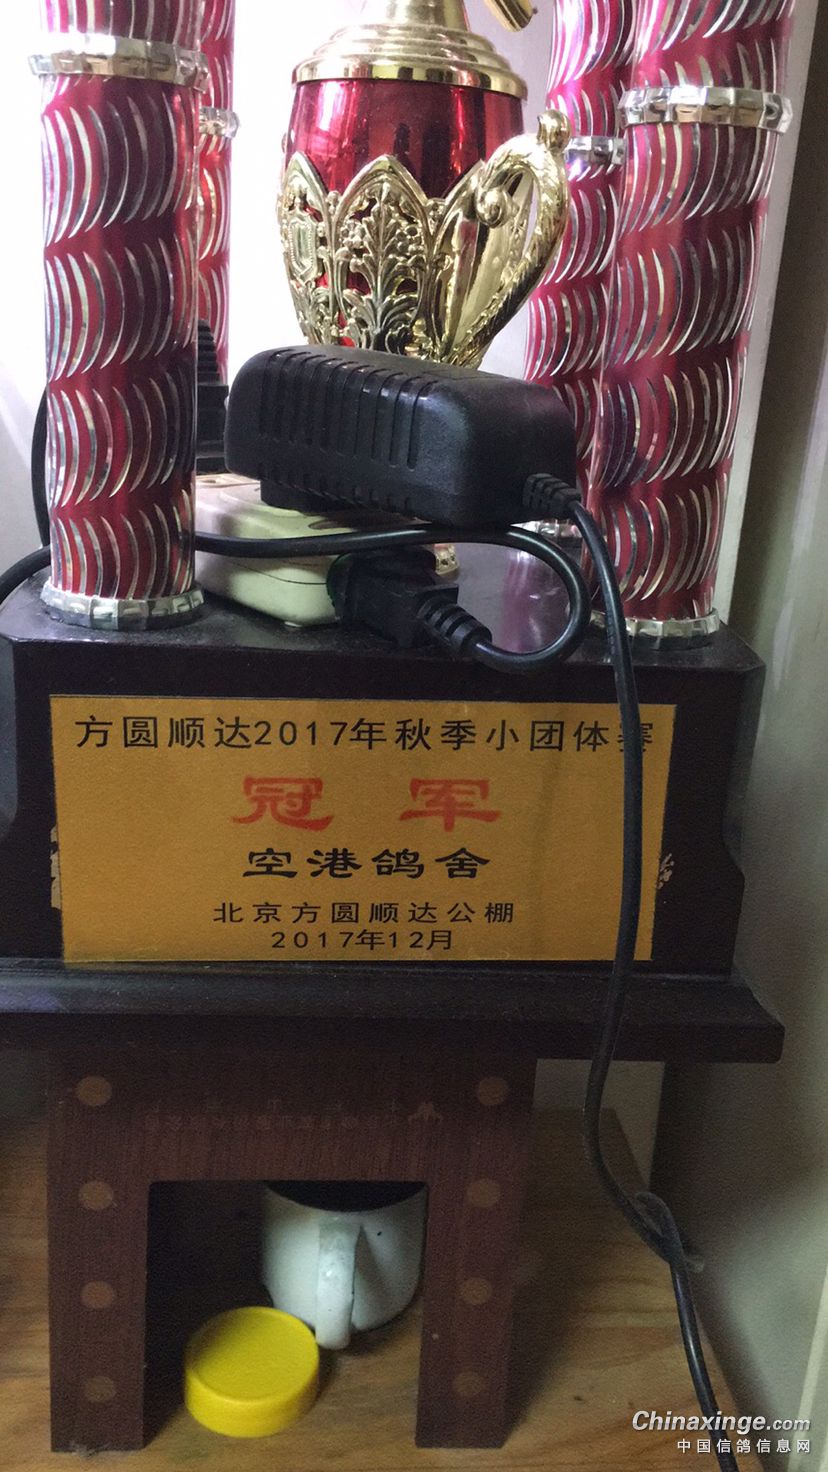 方圆顺达2017年秋季小团体赛
冠军
空港鸽舍
北京方圆顺达公棚
2017年12月
Chinaxinge.com
中国信鸽信息网